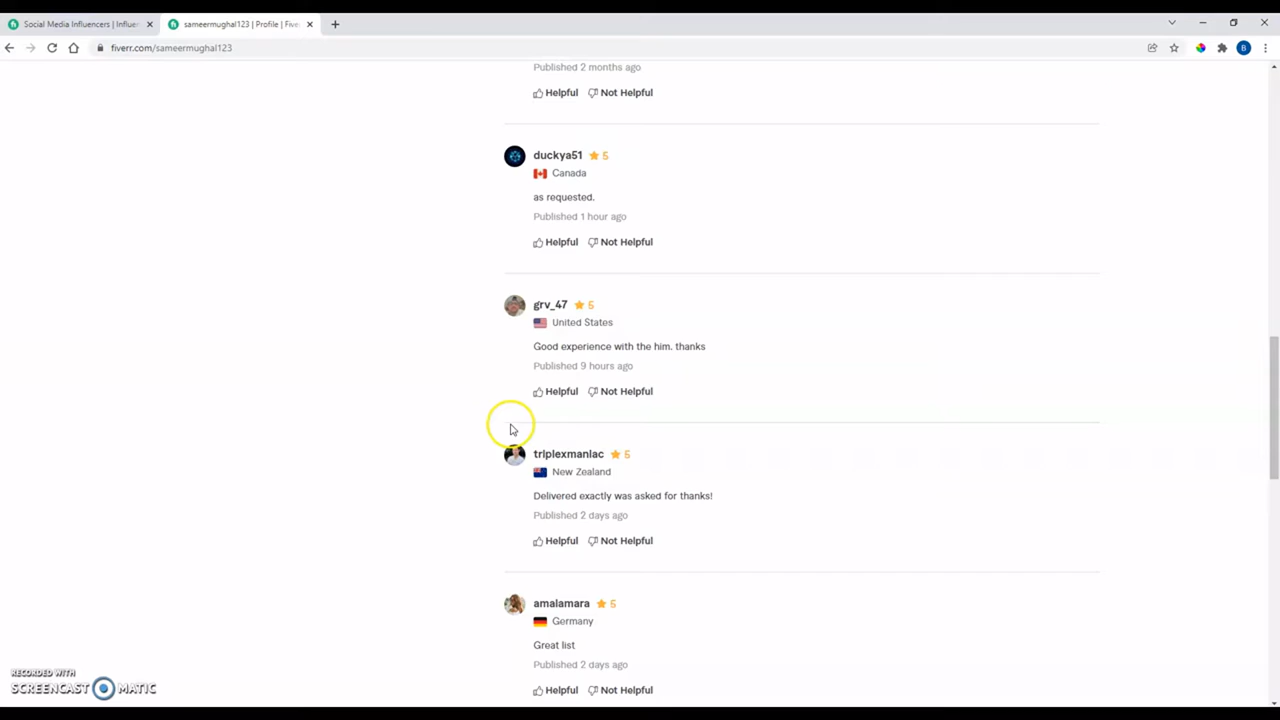 Social Media Influencers | Influe
sameermughal123 | Profile | Five
fiverr.com/sameermughal123
B
Published 2 months ago
Helpful Not Helpful
duckya51 5
Canada
as requested.
Published 1 hour ago
Helpful Not Helpful
grv_47 5
United States
Good experience with the him. thanks
Published 9 hours ago
Helpful Not Helpful
triplexmaniac 5
New Zealand
Delivered exactly was asked for thanks!
Published 2 days ago
Helpful Not Helpful
amalamara 5
Germany
Great list
Published 2 days ago
Helpful Not Helpful
RECORDED WITH
SCREENCAST MATIC